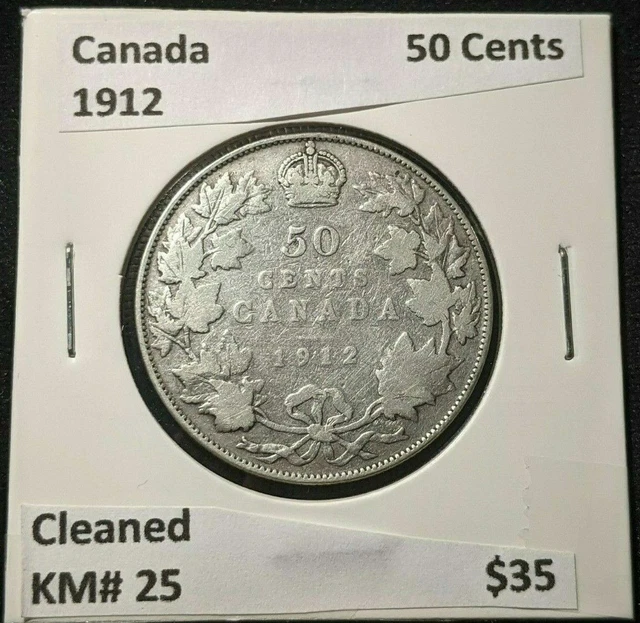 Canada 50 Cents
1912
50
CENTS
CANADA
1912
Cleaned
KM# 25 $35